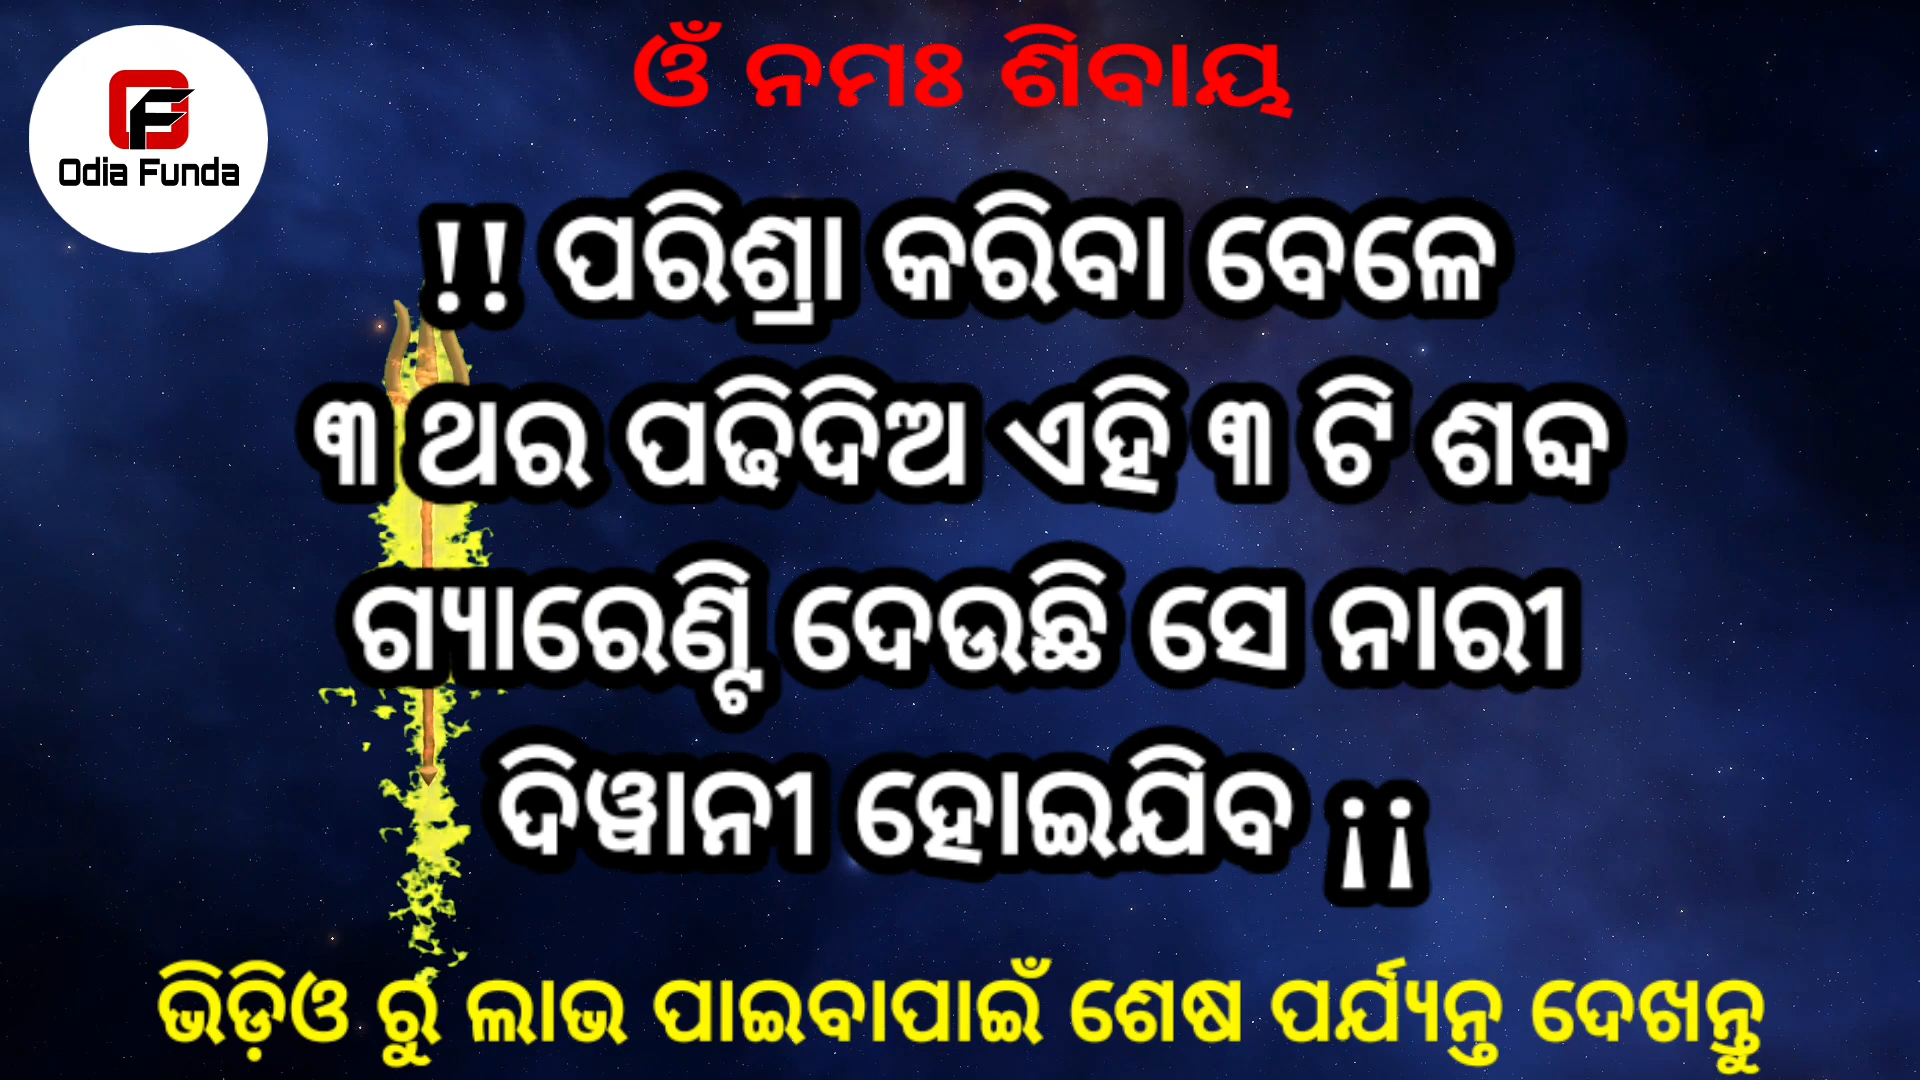 ଓଁ ନମଃ ଶିବାୟ
Odia Funda
!! ପରିଶ୍ରା କରିବା ବେଳେ
୩ ଥର ପଢିଦିଅ ଏହି ୩ ଟି ଶବ୍ଦ
ଗ୍ୟାରେଣ୍ଟି ଦେଉଛି ସେ ନାରୀ
ଦିୱାନୀ ହୋଇଯିବ ¡¡
ଭିଡ଼ିଓ ରୁ ଲାଭ ପାଇବାପାଇଁ ଶେଷ ପର୍ଯ୍ୟନ୍ତ ଦେଖନ୍ତୁ